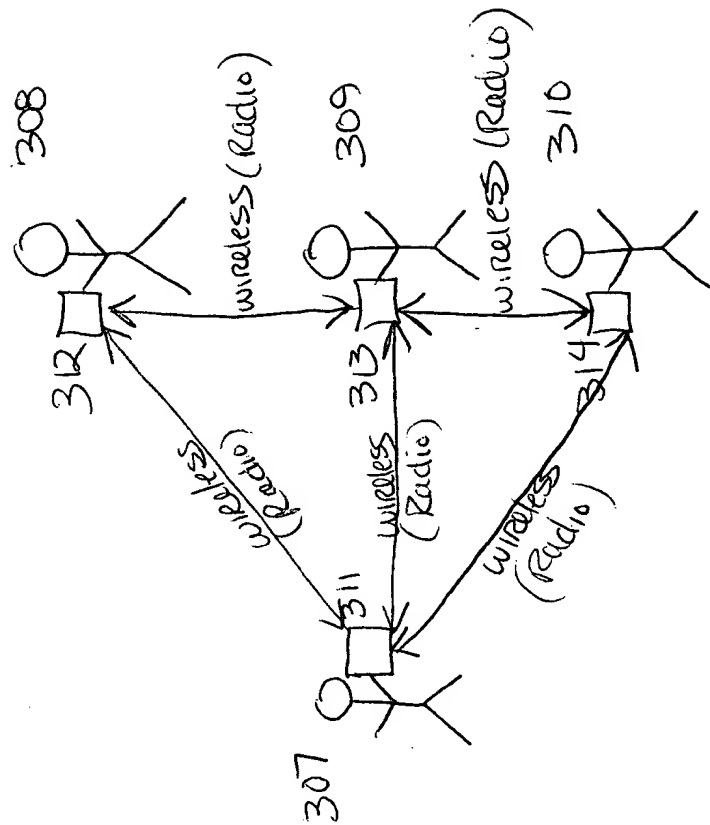 308
309
310
wireless (Radio)
wireless (Radio)
312
313
314
wireless
(Radio)
wireless
(Radio)
wireless
(Radio)
311
307